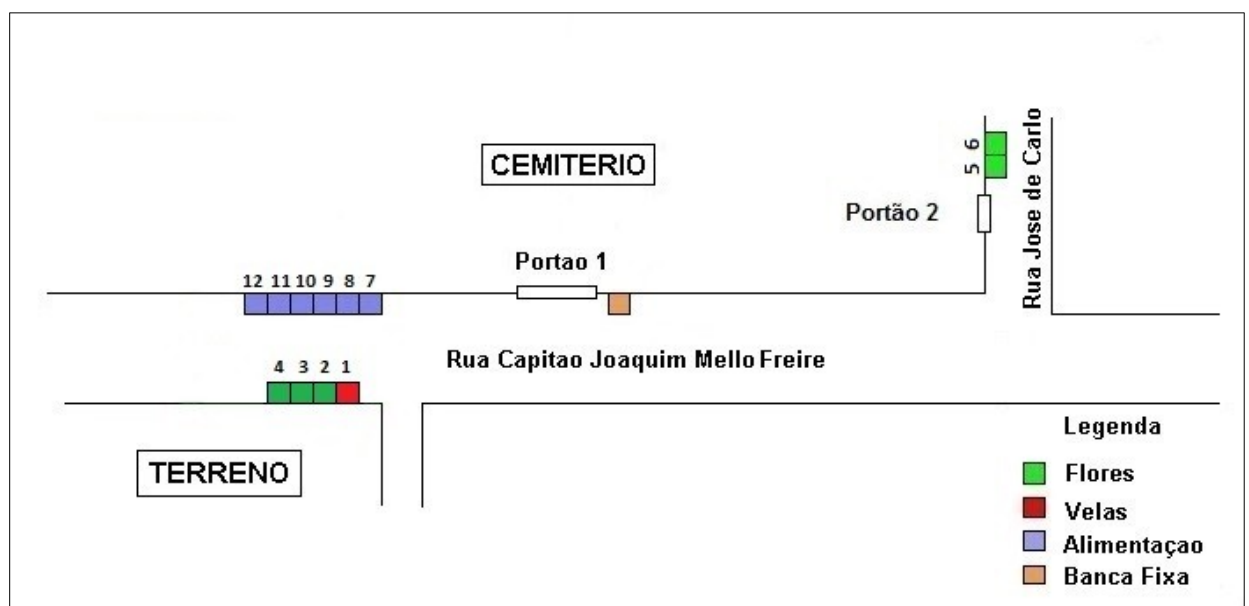 CEMITERIO
6
5
Rua Jose de Carlo
Portão 2
Portao 1
12 11 10 9 8 7
Rua Capitao Joaquim Mello Freire
4 3 2 1
TERRENO
Legenda
Flores
Velas
Alimentaçao
Banca Fixa